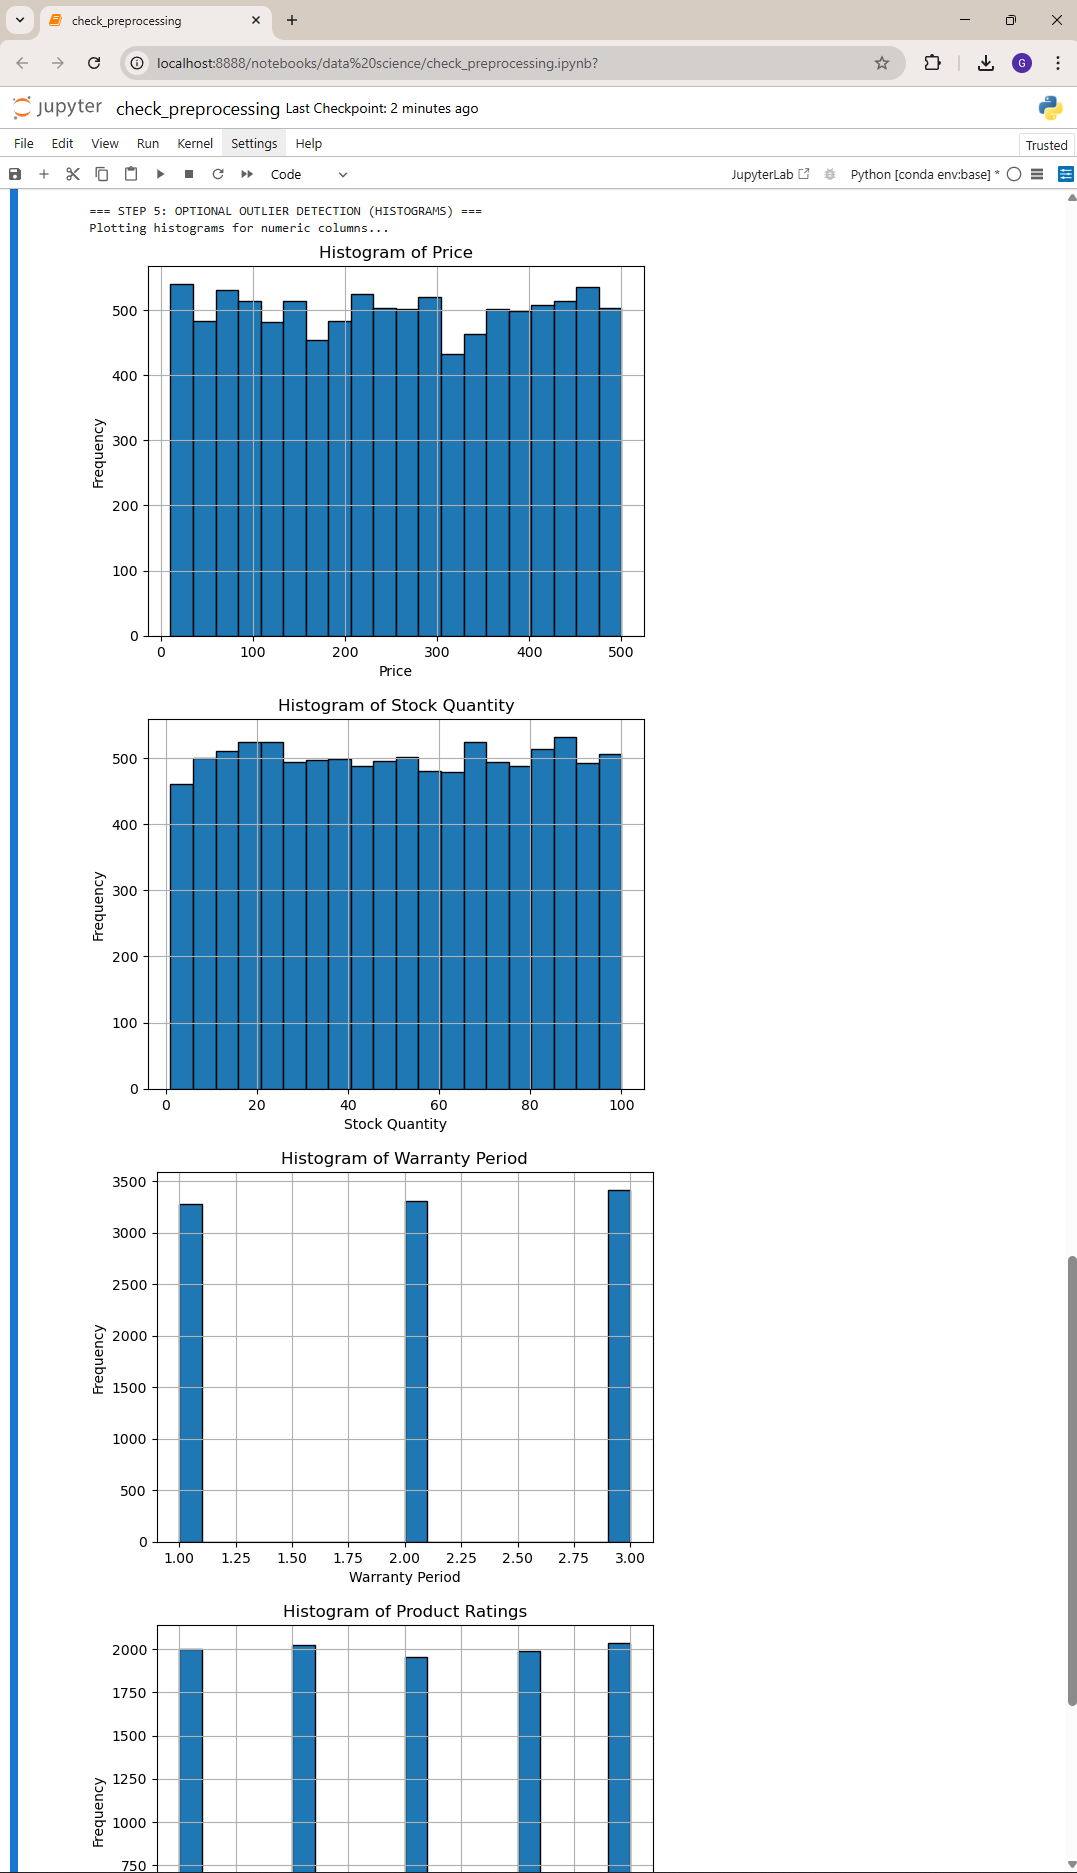 check_preprocessing
localhost:8888/notebooks/data%20science/check_preprocessing.ipynb?
G
jupyter check_preprocessing Last Checkpoint: 2 minutes ago
File Edit View Run Kernel Settings Help Trusted
Code JupyterLab Python [conda env:base] *
=== STEP 5: OPTIONAL OUTLIER DETECTION (HISTOGRAMS) ===
Plotting histograms for numeric columns...
Histogram of Price
500
400
300
200
100
0
Frequency
0 100 200 300 400 500
Price
Histogram of Stock Quantity
500
400
300
200
100
0
Frequency
0 20 40 60 80 100
Stock Quantity
Histogram of Warranty Period
3500
3000
2500
2000
1500
1000
500
0
Frequency
1.00 1.25 1.50 1.75 2.00 2.25 2.50 2.75 3.00
Warranty Period
Histogram of Product Ratings
2000
1750
1500
1250
1000
750
Frequency